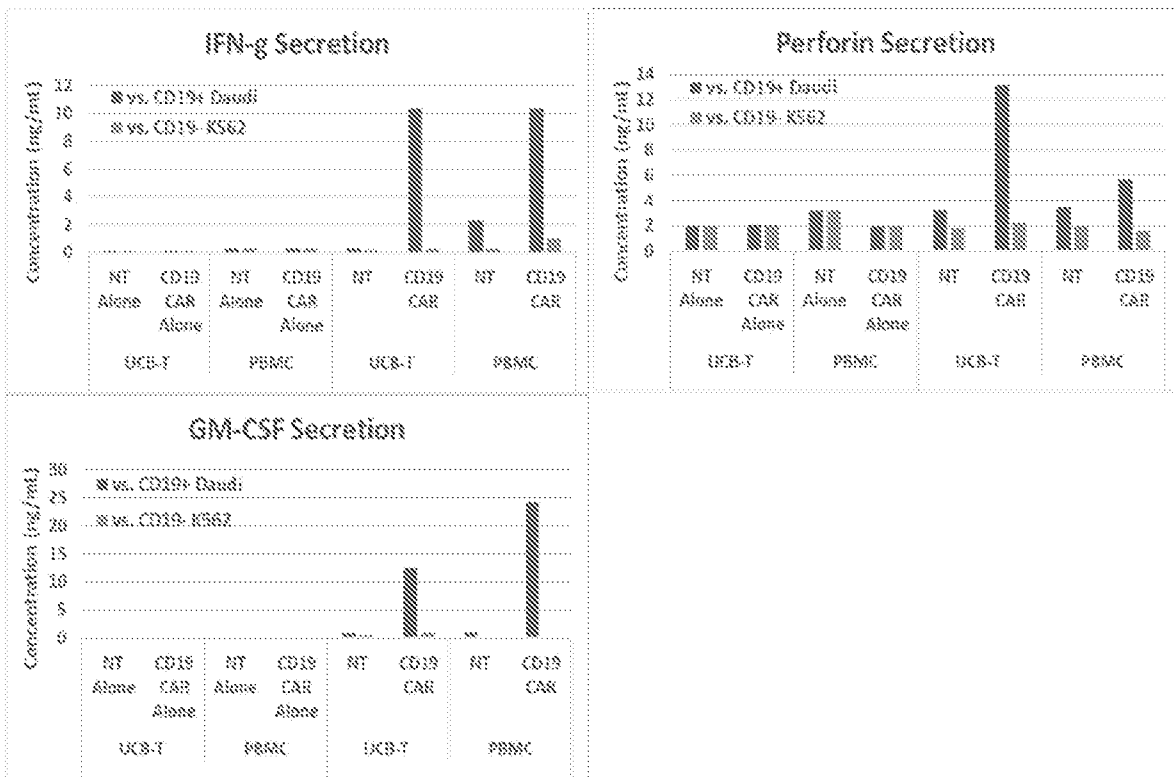 IFN-g Secretion
Concentration (ng/mL)
12
10
8
6
4
2
0
vs. CD19+ Daudi
vs. CD19- K562
NT CD19 NT CD19 NT CD19 NT CD19
Alone CAR Alone CAR CAR CAR
Alone Alone
UCB-T PBMC UCB-T PBMC
Perforin Secretion
Concentration (ng/mL)
14
12
10
8
6
4
2
0
vs. CD19+ Daudi
vs. CD19- K562
NT CD19 NT CD19 NT CD19 NT CD19
Alone CAR Alone CAR CAR CAR
Alone Alone
UCB-T PBMC UCB-T PBMC
GM-CSF Secretion
Concentration (ng/mL)
30
25
20
15
10
5
0
vs. CD19+ Daudi
vs. CD19- K562
NT CD19 NT CD19 NT CD19 NT CD19
Alone CAR Alone CAR CAR CAR
Alone Alone
UCB-T PBMC UCB-T PBMC